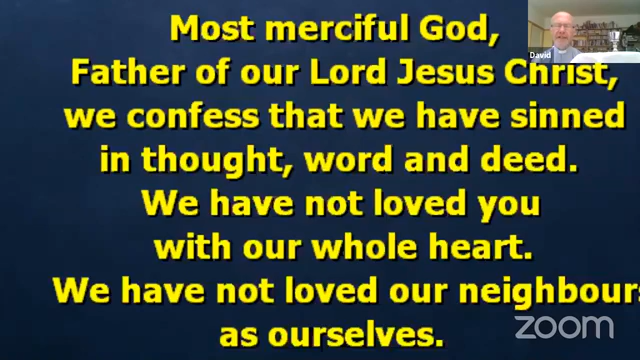 Most merciful God,
David
Father of our Lord Jesus Christ,
we confess that we have sinned
in thought, word and deed.
We have not loved you
with our whole heart.
We have not loved our neighbours
as ourselves.
zoom